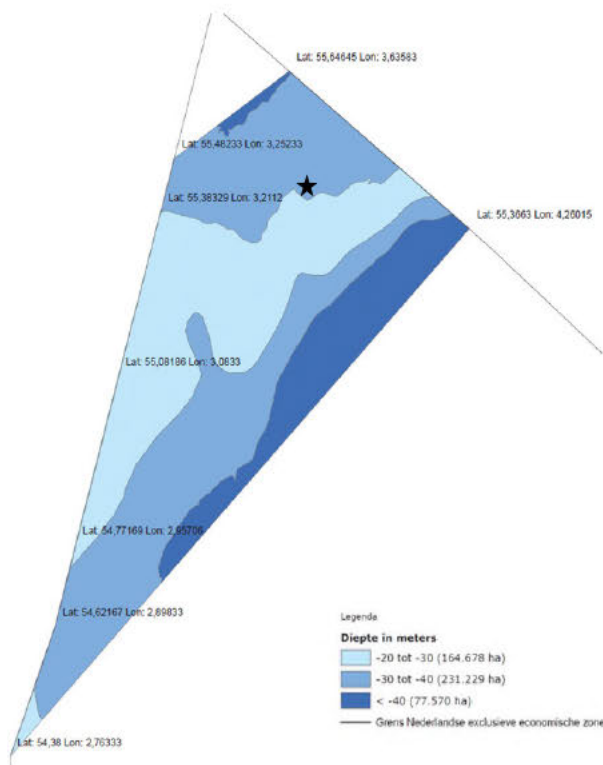 Lat: 55,64645 Lon: 3,63583
Lat: 55,48233 Lon: 3,25233
Lat: 55,38329 Lon: 3,2112
Lat: 55,3663 Lon: 4,26015
Lat: 55,08186 Lon: 3,0833
Lat: 54,77169 Lon: 2,95706
Lat: 54,62167 Lon: 2,89833
Lat: 54,38 Lon: 2,76333
Legenda
Diepte in meters
-20 tot -30 (164.678 ha)
-30 tot -40 (231.229 ha)
< -40 (77.570 ha)
Grens Nederlandse exclusieve economische zone